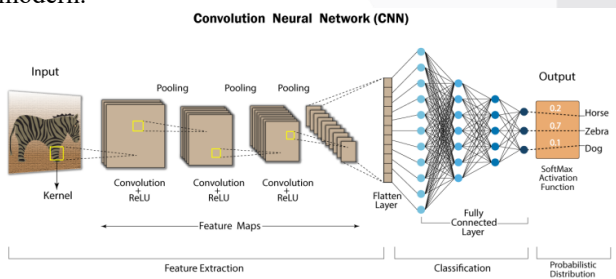 modern.
Convolution Neural Network (CNN)
Input
Pooling
Pooling
Pooling
Output
0.2
Horse
0.7
Zebra
0.1
Dog
Kernel
Convolution
+
ReLU
Convolution
+
ReLU
Convolution
+
ReLU
Flatten
Layer
SoftMax
Activation
Function
Feature Maps
Fully
Connected
Layer
Feature Extraction
Classification
Probabilistic
Distribution